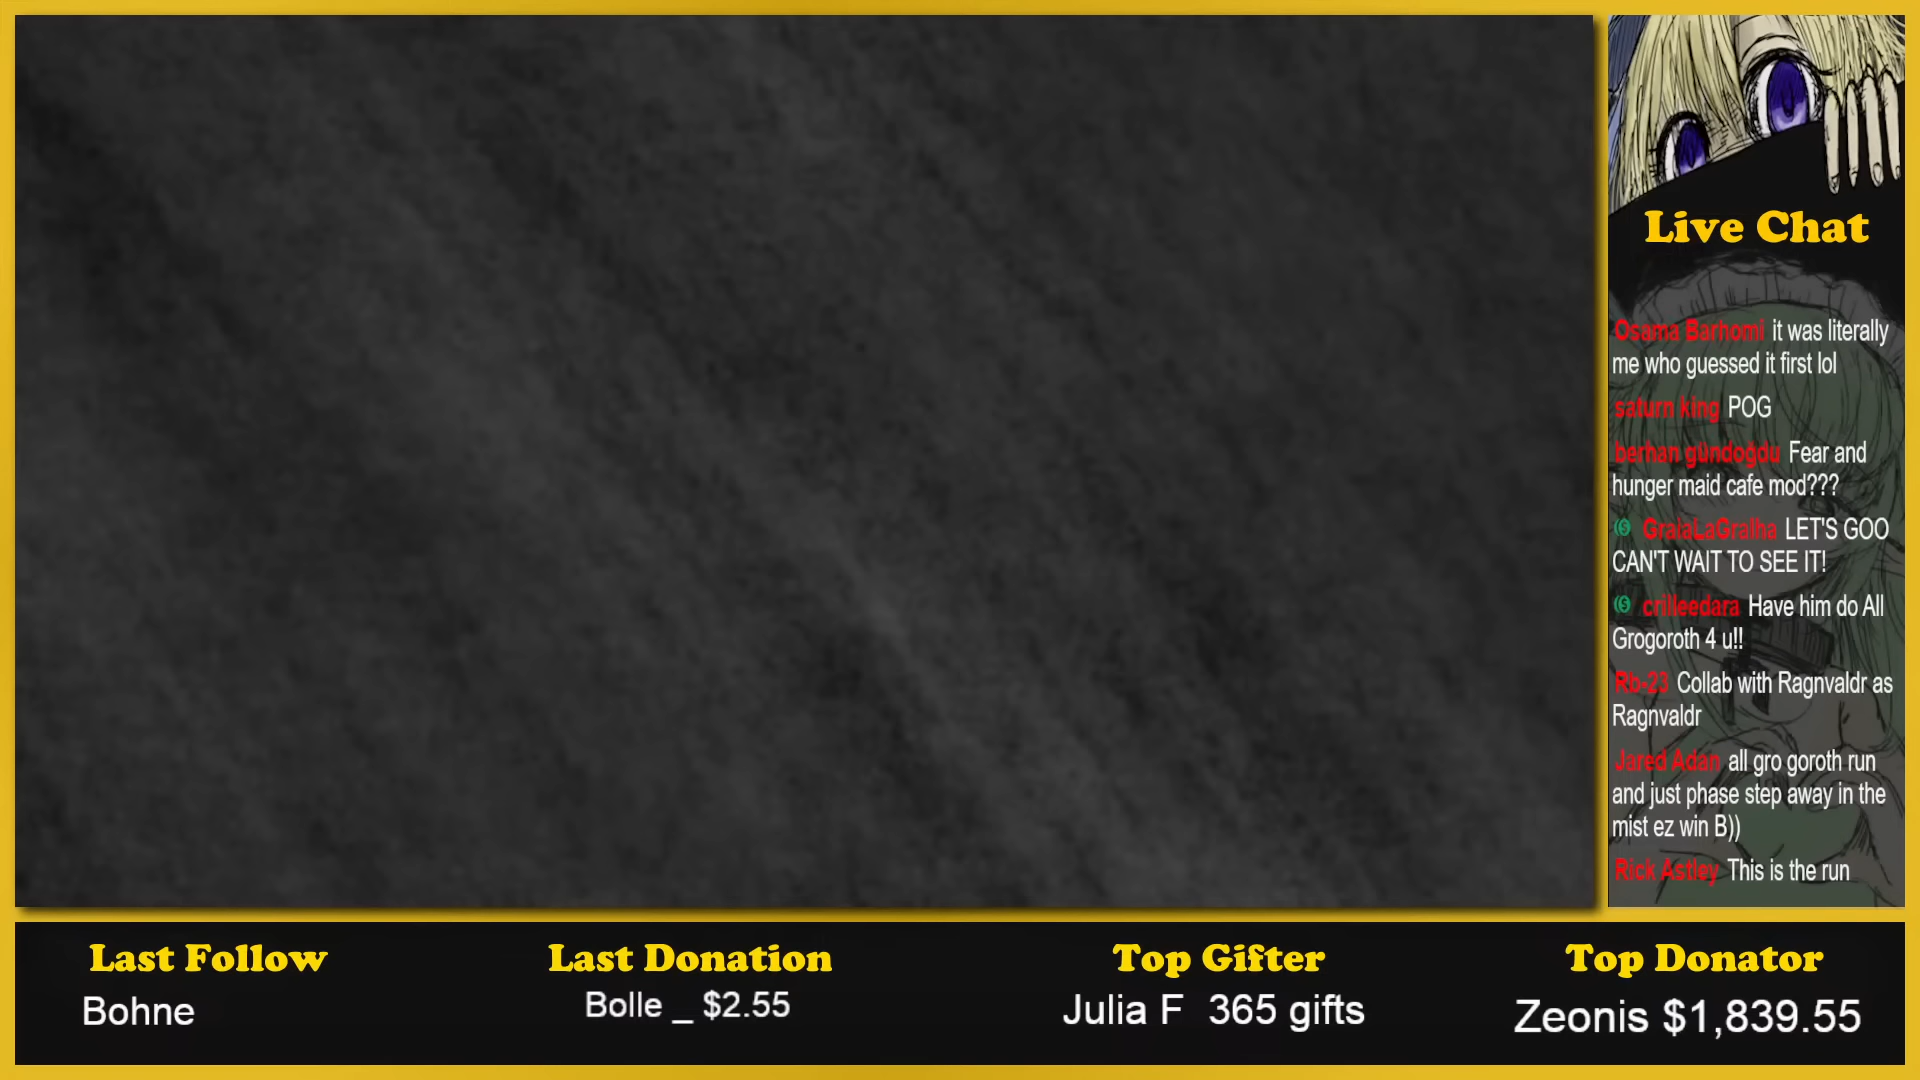 Live Chat
Osama Barhomi it was literally
me who guessed it first lol
saturn king POG
berhan gündoğdu Fear and
hunger maid cafe mod???
GraiaLaGralha LET'S GOO
CAN'T WAIT TO SEE IT!
crilleedara Have him do All
Grogoroth 4 u!!
Rb-23 Collab with Ragnvaldr as
Ragnvaldr
Jared Adan all gro goroth run
and just phase step away in the
mist ez win B))
Rick Astley This is the run
Last Follow
Bohne
Last Donation
Bolle _ $2.55
Top Gifter
Julia F 365 gifts
Top Donator
Zeonis $1,839.55